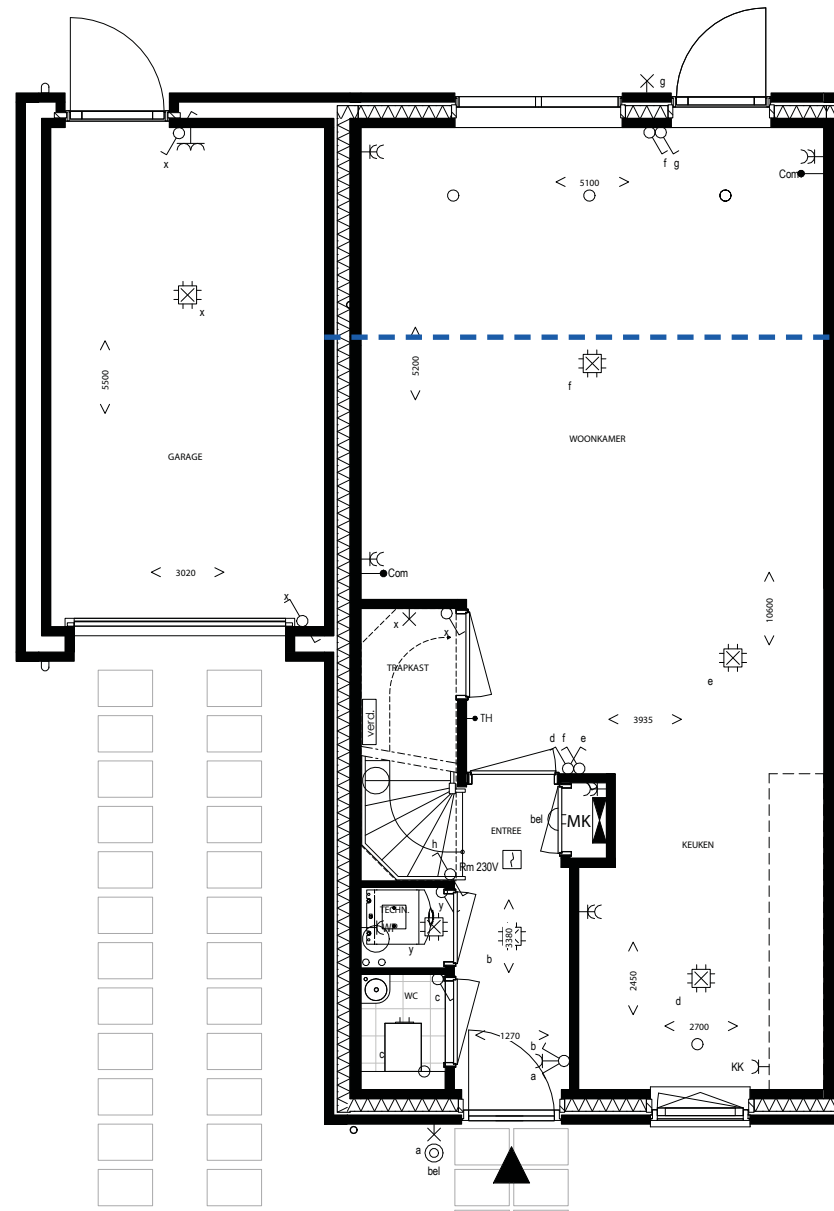 g
x
f g
Com
5100
x
5500
5200
f
WOONKAMER
GARAGE
3020
Com
10600
x
x
x
TRAPKAST
e
verd.
TH
3935
d f e
bel
MK
ENTREE
h
KEUKEN
Rm 230V
TECHN.
y
WP
3380
y
b
2450
d
WC
c
2700
1270
b
c
a
KK
a
bel